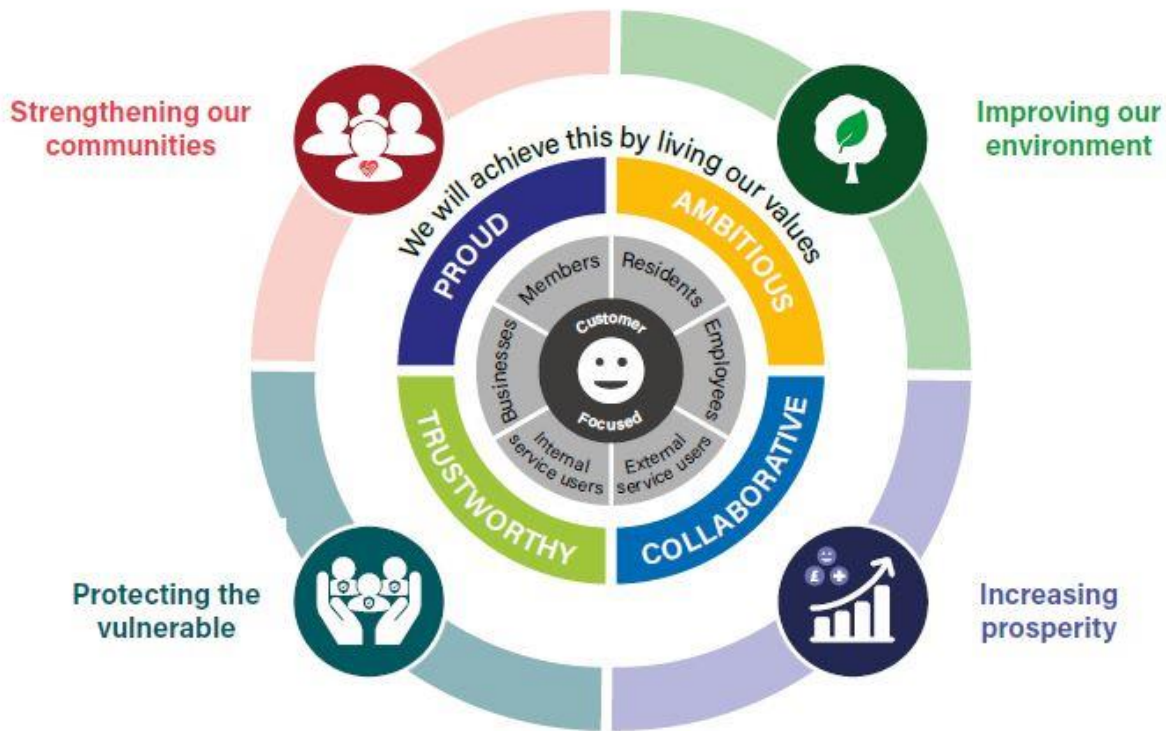 Strengthening our
communities
Improving our
environment
We will achieve this by living our values
PROUD
AMBITIOUS
Members
Residents
Businesses
Customer
Employees
Focused
Internal
service users
External
service users
TRUSTWORTHY
COLLABORATIVE
£
Protecting the
vulnerable
Increasing
prosperity